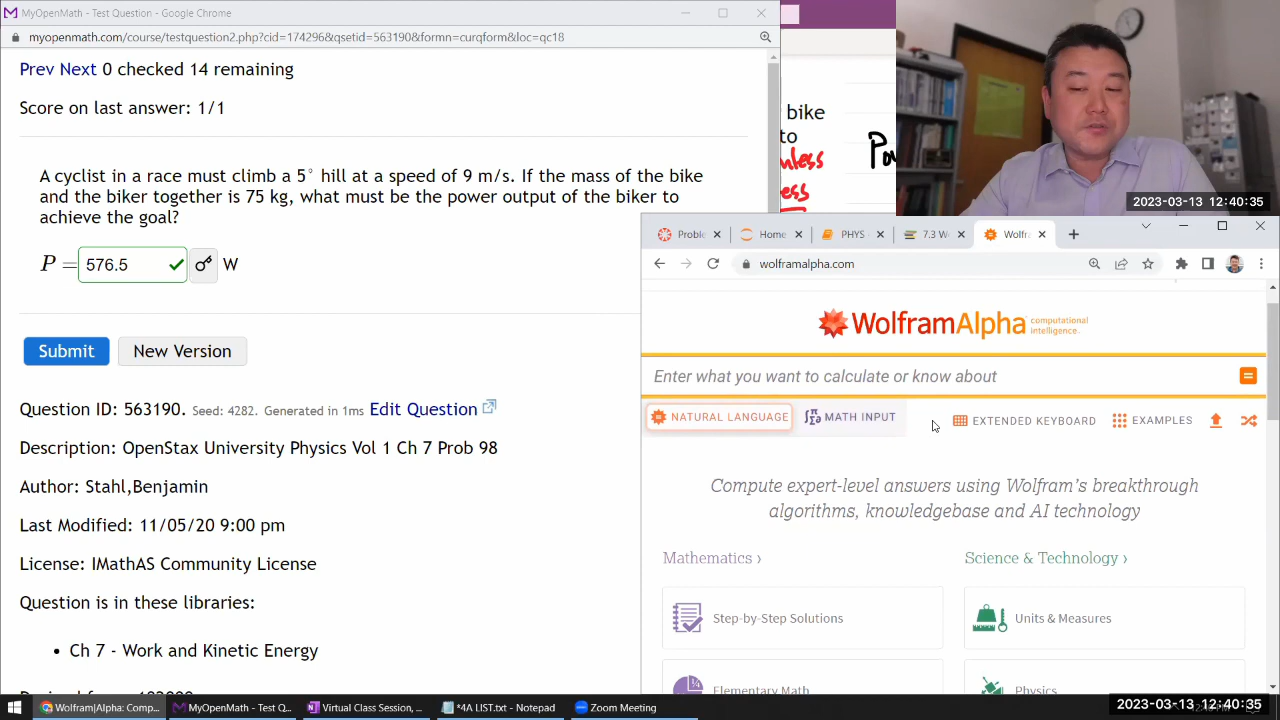 MyOpenMath - Test Question - Google Chrome
myopenmath.com/course/testquestion2.php?cid=174296&qsetid=563190&formn=curqform&loc=qc18
Prev Next 0 checked 14 remaining
Score on last answer: 1/1
A cyclist in a race must climb a 5° hill at a speed of 9 m/s. If the mass of the bike
and the biker together is 75 kg, what must be the power output of the biker to
achieve the goal?
P = 576.5 W
Submit New Version
Question ID: 563190. Seed: 4282. Generated in 1ms Edit Question
Description: OpenStax University Physics Vol 1 Ch 7 Prob 98
Author: Stahl,Benjamin
Last Modified: 11/05/20 9:00 pm
License: IMathAS Community License
Question is in these libraries:
• Ch 7 - Work and Kinetic Energy
bike
to
2023-03-13 12:40:35
Proble Home PHYS 7.3 W Wolfr
wolframalpha.com
WolframAlpha computational
intelligence.
Enter what you want to calculate or know about
NATURAL LANGUAGE MATH INPUT EXTENDED KEYBOARD EXAMPLES
Compute expert-level answers using Wolfram's breakthrough
algorithms, knowledgebase and AI technology
Mathematics › Science & Technology ›
Step-by-Step Solutions Units & Measures
Elementary Math Physics
Wolfram|Alpha: Comp... MyOpenMath - Test Q... Virtual Class Session, ... *4A LIST.txt - Notepad Zoom Meeting
2023-03-13 12:40:35